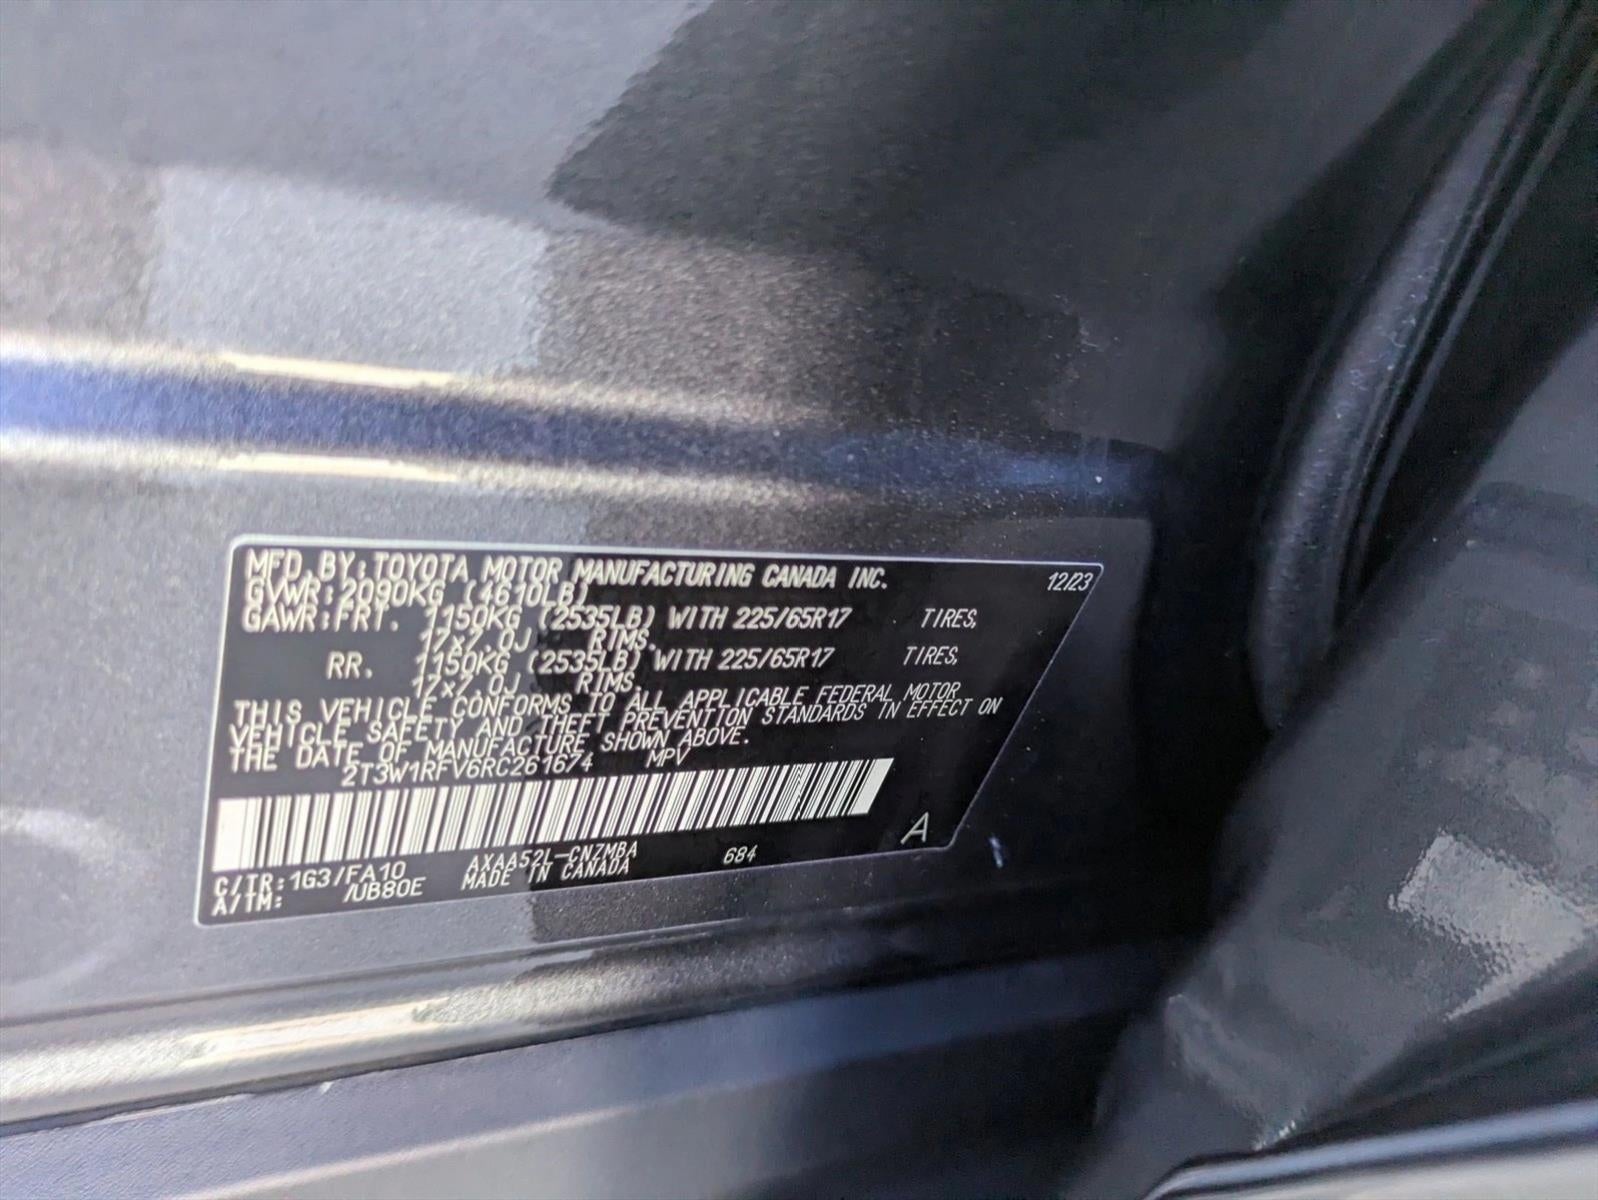 MFD. BY: TOYOTA MOTOR MANUFACTURING CANADA INC. 12/23
GVWR: 2090KG (4610LB)
GAWR: FRT. 1150KG (2535LB) WITH 225/65R17 TIRES,
17x7.0J RIMS.
RR. 1150KG (2535LB) WITH 225/65R17 TIRES,
17x7.0J RIMS
THIS VEHICLE CONFORMS TO ALL APPLICABLE FEDERAL MOTOR
VEHICLE SAFETY AND THEFT PREVENTION STANDARDS IN EFFECT ON
THE DATE OF MANUFACTURE SHOWN ABOVE.
2T3W1RFV6RC261674 MPV
A
C/TR: 1G3/FA10 AXAA52L-CNZMBA 684
A/TM: /UB80E MADE IN CANADA